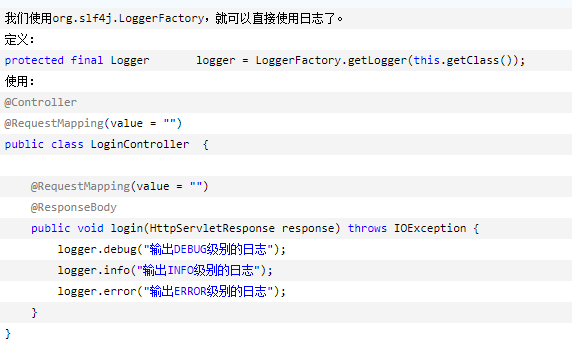 我们使用org.slf4j.LoggerFactory，就可以直接使用日志了。
定义：
protected final Logger       logger = LoggerFactory.getLogger(this.getClass());
使用：
@Controller
@RequestMapping(value = "")
public class LoginController  {
    @RequestMapping(value = "")
    @ResponseBody
    public void login(HttpServletResponse response) throws IOException {
        logger.debug("输出DEBUG级别的日志");
        logger.info("输出INFO级别的日志");
        logger.error("输出ERROR级别的日志");
    }
}